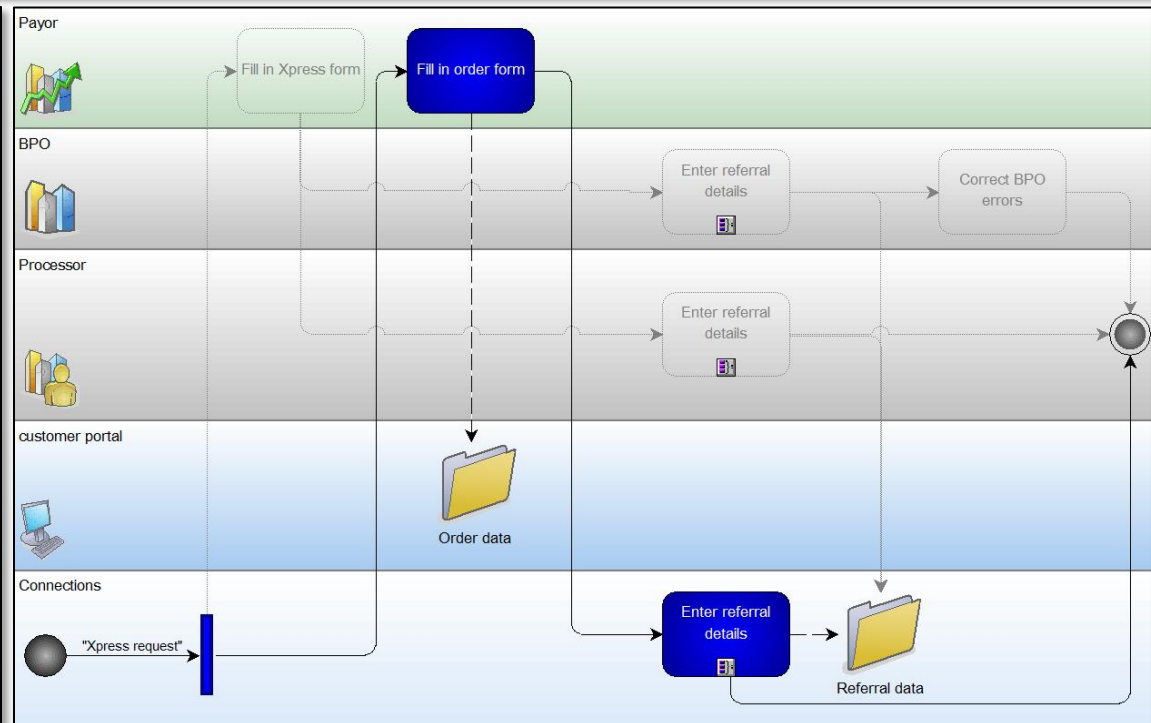 Payor
Fill in Xpress form
Fill in order form
BPO
Enter referral
details
Correct BPO
errors
Processor
Enter referral
details
customer portal
Order data
Connections
"Xpress request"
Enter referral
details
Referral data